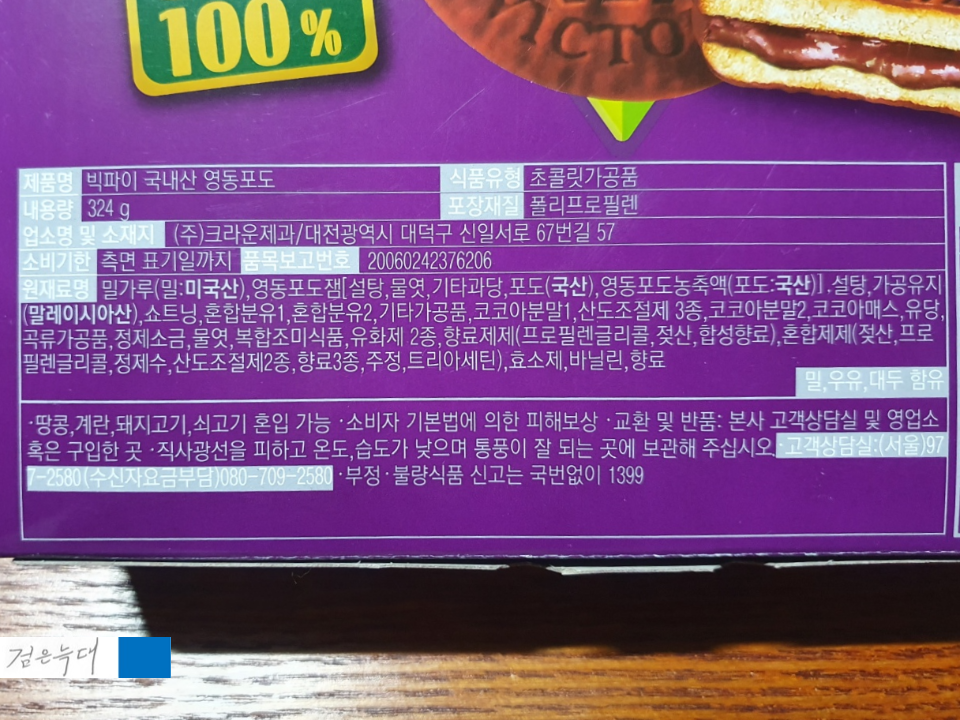 100%
CTO
제품명 빅파이 국내산 영동포도 식품유형 초콜릿가공품
내용량 324 g 포장재질 폴리프로필렌
업소명 및 소재지 (주)크라운제과/대전광역시 대덕구 신일서로 67번길 57
소비기한 측면 표기일까지 품목보고번호 20060242376206
원재료명 밀가루(밀:미국산),영동포도잼[설탕,물엿,기타과당,포도(국산),영동포도농축액(포도:국산)].설탕,가공유지
(말레이시아산),쇼트닝,혼합분유1,혼합분유2,기타가공품,코코아분말1,산도조절제 3종,코코아분말2,코코아매스,유당,
곡류가공품,정제소금,물엿,복합조미식품,유화제 2종,향료제제(프로필렌글리콜,젖산,합성향료),혼합제제(젖산,프로
필렌글리콜,정제수,산도조절제2종,향료3종,주정,트리아세틴),효소제,바닐린,향료
밀,우유,대두 함유
·땅콩,계란,돼지고기,쇠고기 혼입 가능 ·소비자 기본법에 의한 피해보상 ·교환 및 반품: 본사 고객상담실 및 영업소
혹은 구입한 곳 ·직사광선을 피하고 온도,습도가 낮으며 통풍이 잘 되는 곳에 보관해 주십시오. ·고객상담실:(서울)97
7-2580(수신자요금부담)080-709-2580 ·부정·불량식품 신고는 국번없이 1399
검은늑대